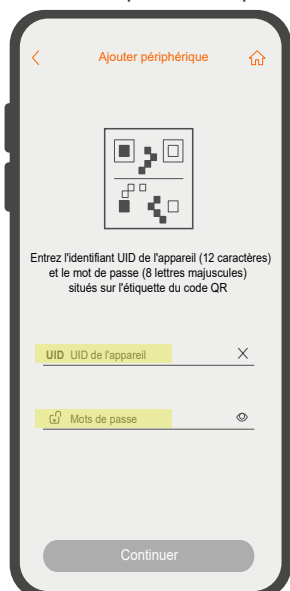 Ajouter périphérique
Entrez l'identifiant UID de l'appareil (12 caractères)
et le mot de passe (8 lettres majuscules)
situés sur l'étiquette du code QR
UID UID de l'appareil
Mots de passe
Continuer